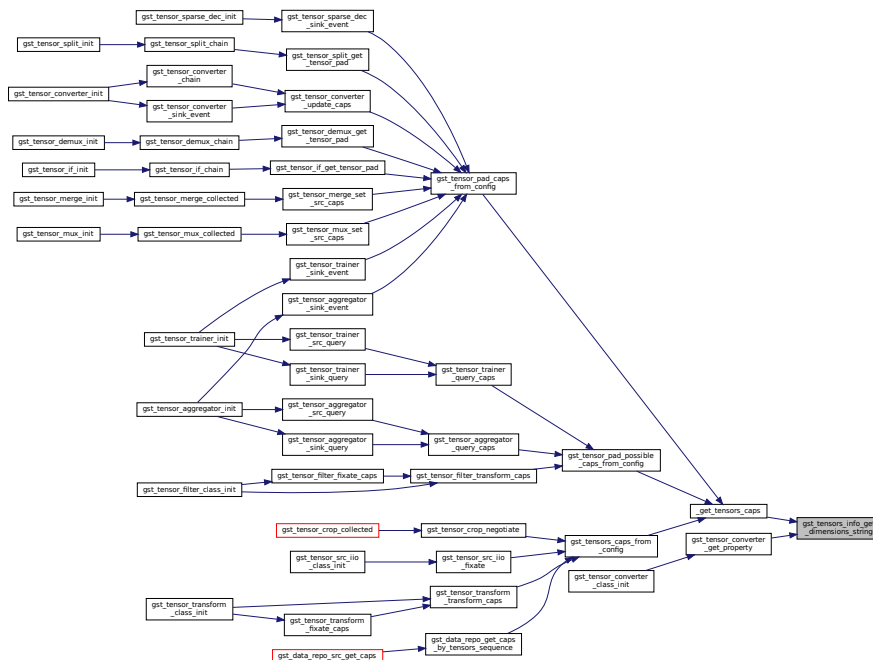 gst_tensor_sparse_dec_init
gst_tensor_sparse_dec
_sink_event
gst_tensor_split_init
gst_tensor_split_chain
gst_tensor_split_get
_tensor_pad
gst_tensor_converter
_chain
gst_tensor_converter_init
gst_tensor_converter
_sink_event
gst_tensor_converter
_update_caps
gst_tensor_demux_init
gst_tensor_demux_chain
gst_tensor_demux_get
_tensor_pad
gst_tensor_if_init
gst_tensor_if_chain
gst_tensor_if_get_tensor_pad
gst_tensor_pad_caps
_from_config
gst_tensor_merge_init
gst_tensor_merge_collected
gst_tensor_merge_set
_src_caps
gst_tensor_mux_init
gst_tensor_mux_collected
gst_tensor_mux_set
_src_caps
gst_tensor_trainer
_sink_event
gst_tensor_aggregator
_sink_event
gst_tensor_trainer_init
gst_tensor_trainer
_src_query
gst_tensor_trainer
_sink_query
gst_tensor_trainer
_query_caps
gst_tensor_aggregator_init
gst_tensor_aggregator
_src_query
gst_tensor_aggregator
_sink_query
gst_tensor_aggregator
_query_caps
gst_tensor_pad_possible
_caps_from_config
gst_tensor_filter_class_init
gst_tensor_filter_fixate_caps
gst_tensor_filter_transform_caps
_get_tensors_caps
gst_tensors_info_get
_dimensions_string
gst_tensor_crop_collected
gst_tensor_crop_negotiate
gst_tensors_caps_from
_config
gst_tensor_converter
_get_property
gst_tensor_src_iio
_class_init
gst_tensor_src_iio
_fixate
gst_tensor_converter
_class_init
gst_tensor_transform
_class_init
gst_tensor_transform
_fixate_caps
gst_tensor_transform
_transform_caps
gst_data_repo_src_get_caps
gst_data_repo_get_caps
_by_tensors_sequence